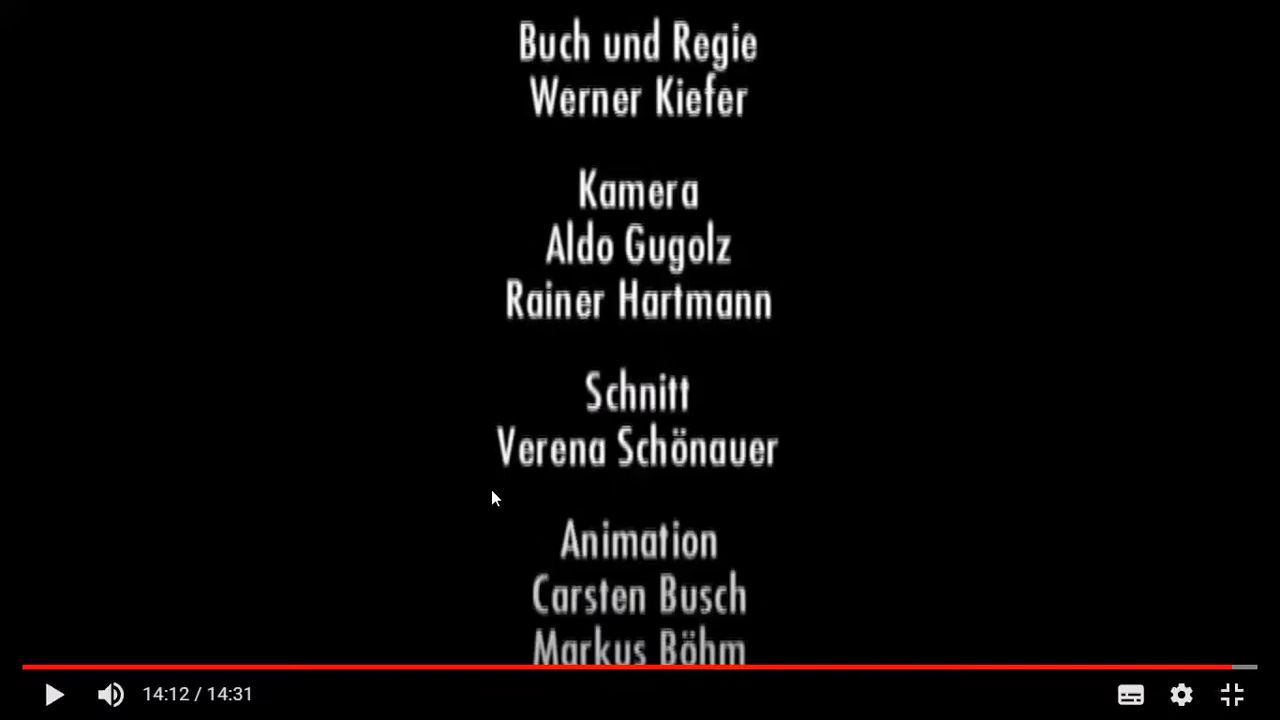 Buch und Regie
Werner Kiefer
Kamera
Aldo Gugolz
Rainer Hartmann
Schnitt
Verena Schönauer
Animation
Carsten Busch
Markus Böhm
14:12 / 14:31